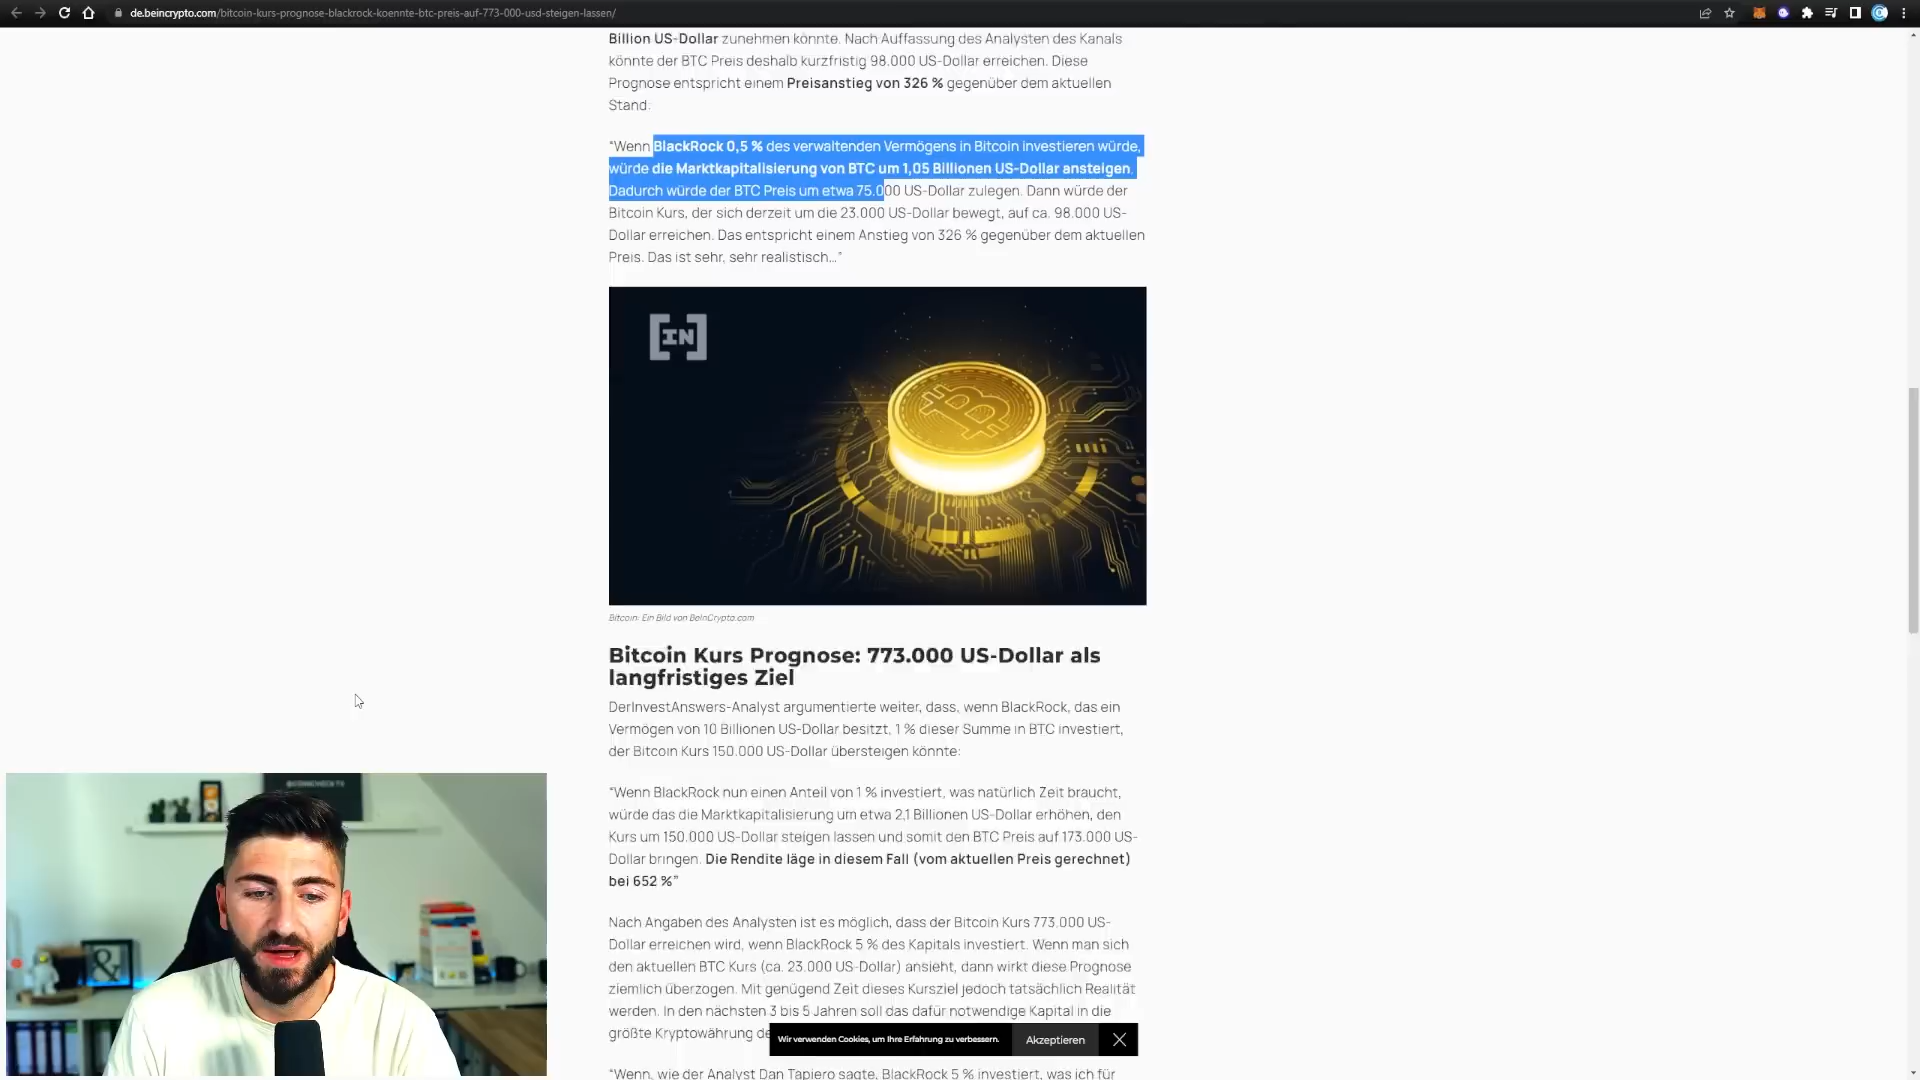 de.beincrypto.com/bitcoin-kurs-prognose-blackrock-koennte-btc-preis-auf-773-000-usd-steigen-lassen/
Billion US-Dollar zunehmen könnte. Nach Auffassung des Analysten des Kanals
könnte der BTC Preis deshalb kurzfristig 98.000 US-Dollar erreichen. Diese
Prognose entspricht einem Preisanstieg von 326 % gegenüber dem aktuellen
Stand:
“Wenn BlackRock 0,5 % des verwaltenden Vermögens in Bitcoin investieren würde,
würde die Marktkapitalisierung von BTC um 1,05 Billionen US-Dollar ansteigen.
Dadurch würde der BTC Preis um etwa 75.000 US-Dollar zulegen. Dann würde der
Bitcoin Kurs, der sich derzeit um die 23.000 US-Dollar bewegt, auf ca. 98.000 US-
Dollar erreichen. Das entspricht einem Anstieg von 326 % gegenüber dem aktuellen
Preis. Das ist sehr, sehr realistisch…”
[IN]
Bitcoin: Ein Bild von BeInCrypto.com
Bitcoin Kurs Prognose: 773.000 US-Dollar als
langfristiges Ziel
DerInvestAnswers-Analyst argumentierte weiter, dass, wenn BlackRock, das ein
Vermögen von 10 Billionen US-Dollar besitzt, 1 % dieser Summe in BTC investiert,
der Bitcoin Kurs 150.000 US-Dollar übersteigen könnte:
“Wenn BlackRock nun einen Anteil von 1 % investiert, was natürlich Zeit braucht,
würde das die Marktkapitalisierung um etwa 2,1 Billionen US-Dollar erhöhen, den
Kurs um 150.000 US-Dollar steigen lassen und somit den BTC Preis auf 173.000 US-
Dollar bringen. Die Rendite läge in diesem Fall (vom aktuellen Preis gerechnet)
bei 652 %”
Nach Angaben des Analysten ist es möglich, dass der Bitcoin Kurs 773.000 US-
Dollar erreichen wird, wenn BlackRock 5 % des Kapitals investiert. Wenn man sich
den aktuellen BTC Kurs (ca. 23.000 US-Dollar) ansieht, dann wirkt diese Prognose
ziemlich überzogen. Mit genügend Zeit dieses Kursziel jedoch tatsächlich Realität
werden. In den nächsten 3 bis 5 Jahren soll das dafür notwendige Kapital in die
größte Kryptowährung de
Wir verwenden Cookies, um Ihre Erfahrung zu verbessern.
Akzeptieren
“Wenn, wie der Analyst Dan Tapiero sagte, BlackRock 5 % investiert, was ich für
&